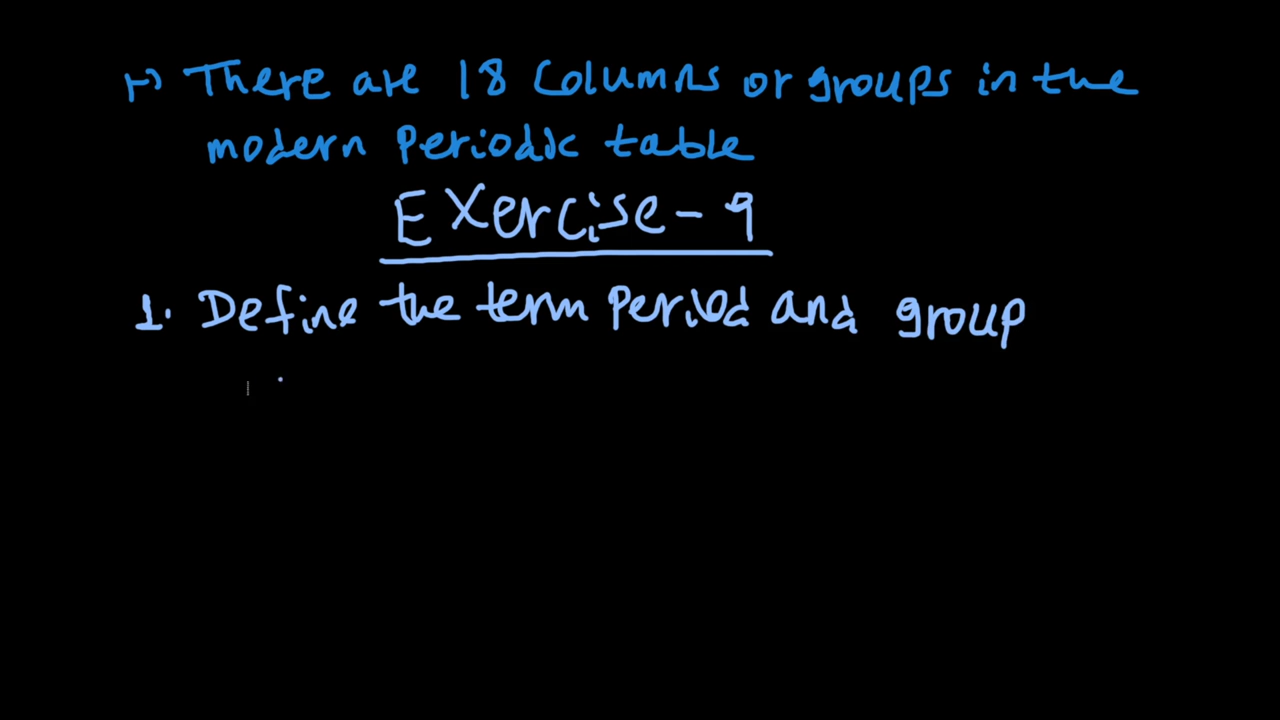 There are 18 columns or groups in the
modern periodic table
Exercise-9
1. Define the term period and group